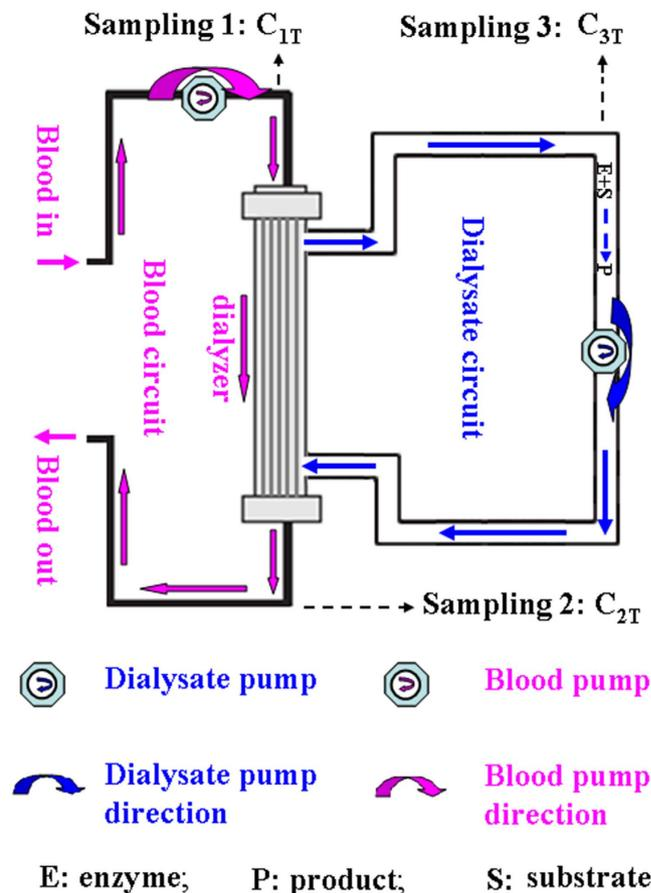 Sampling 1: C1T
Sampling 3: C3T
Blood in
Blood circuit
dialyzer
Blood out
Dialysate circuit
E+S
P
Sampling 2: C2T
Dialysate pump
Blood pump
Dialysate pump
direction
Blood pump
direction
E: enzyme; P: product; S: substrate